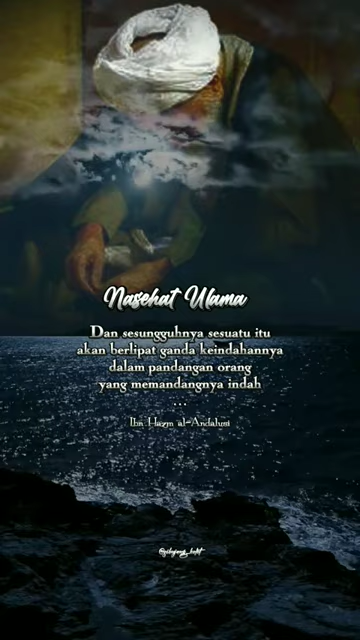 Nasehat Ulama
Dan sesungguhnya sesuatu itu
akan berlipat ganda keindahannya
dalam pandangan orang
yang memandangnya indah
...
Ibn Hazm al-Andalusi